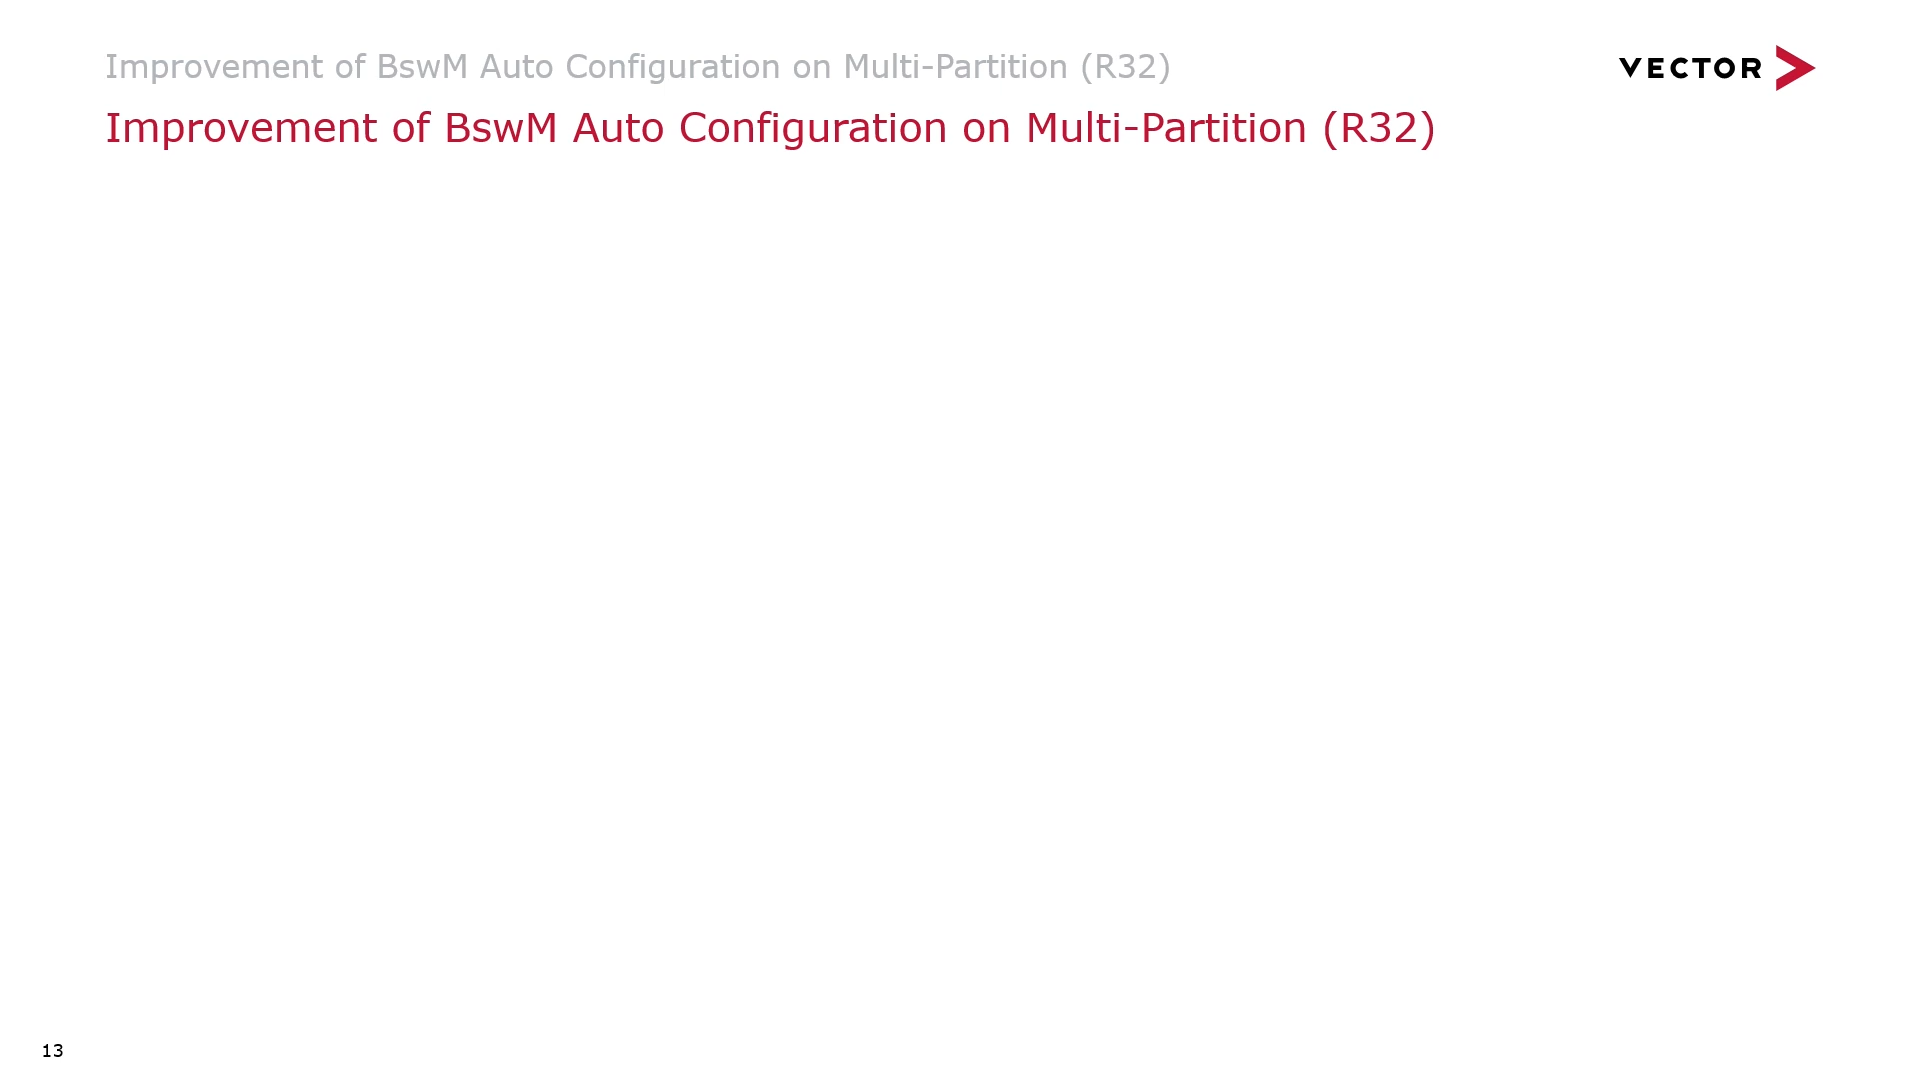 Improvement of BswM Auto Configuration on Multi-Partition (R32)
VECTOR
Improvement of BswM Auto Configuration on Multi-Partition (R32)
13